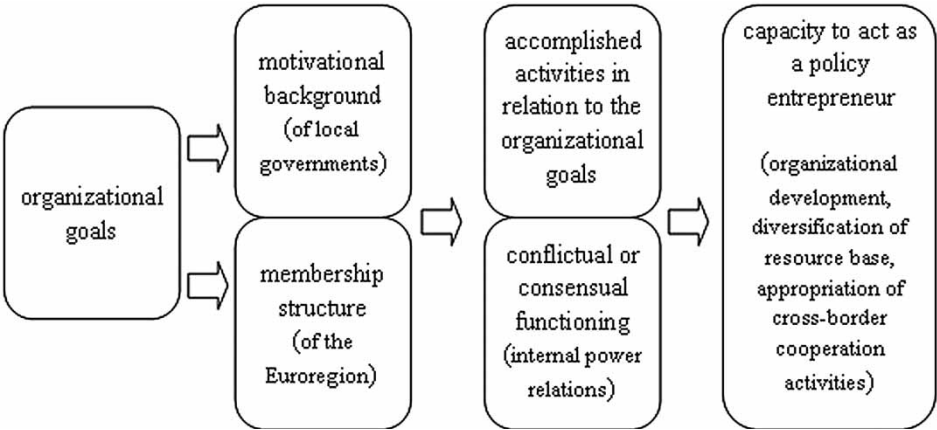 organizational
goals
motivational
background
(of local
governments)
membership
structure
(of the
Euroregion)
accomplished
activities in
relation to the
organizational
goals
conflictual or
consensual
functioning
(internal power
relations)
capacity to act as
a policy
entrepreneur
(organizational
development,
diversification of
resource base,
appropriation of
cross-border
cooperation
activities)